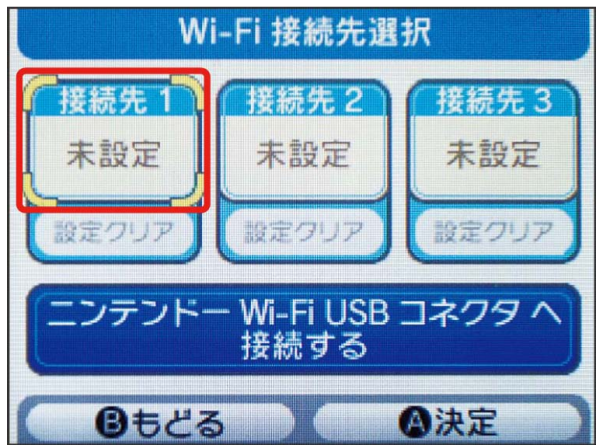 Wi-Fi 接続先選択
接続先 1
接続先 2
接続先 3
未設定
未設定
未設定
設定クリア
設定クリア
設定クリア
ニンテンドー Wi-Fi USB コネクタ へ
接続する
Ⓑもどる
Ⓐ決定